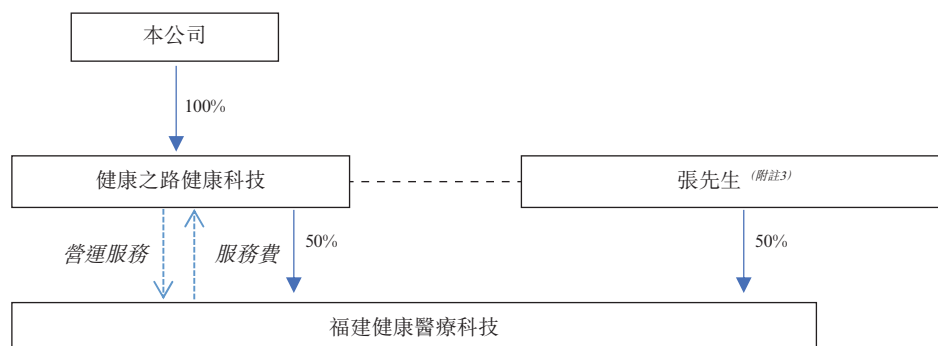 本公司
100%
健康之路健康科技
張先生 (附註3)
營運服務
服務費
50%
50%
福建健康醫療科技